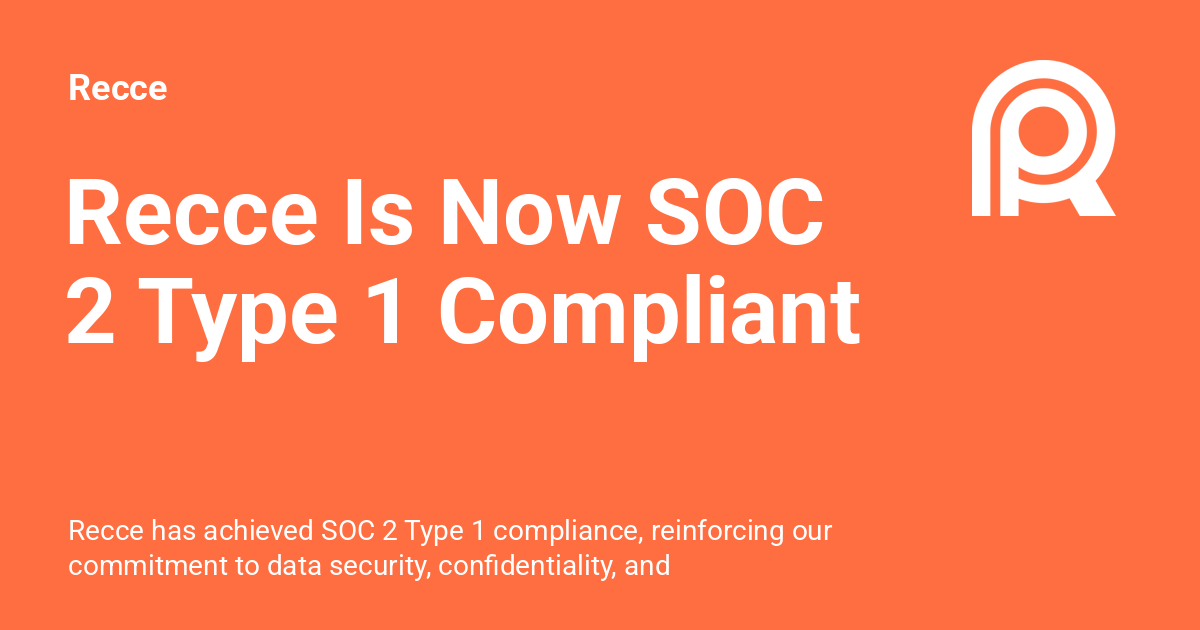 Recce
Recce Is Now SOC
2 Type 1 Compliant
Recce has achieved SOC 2 Type 1 compliance, reinforcing our
commitment to data security, confidentiality, and